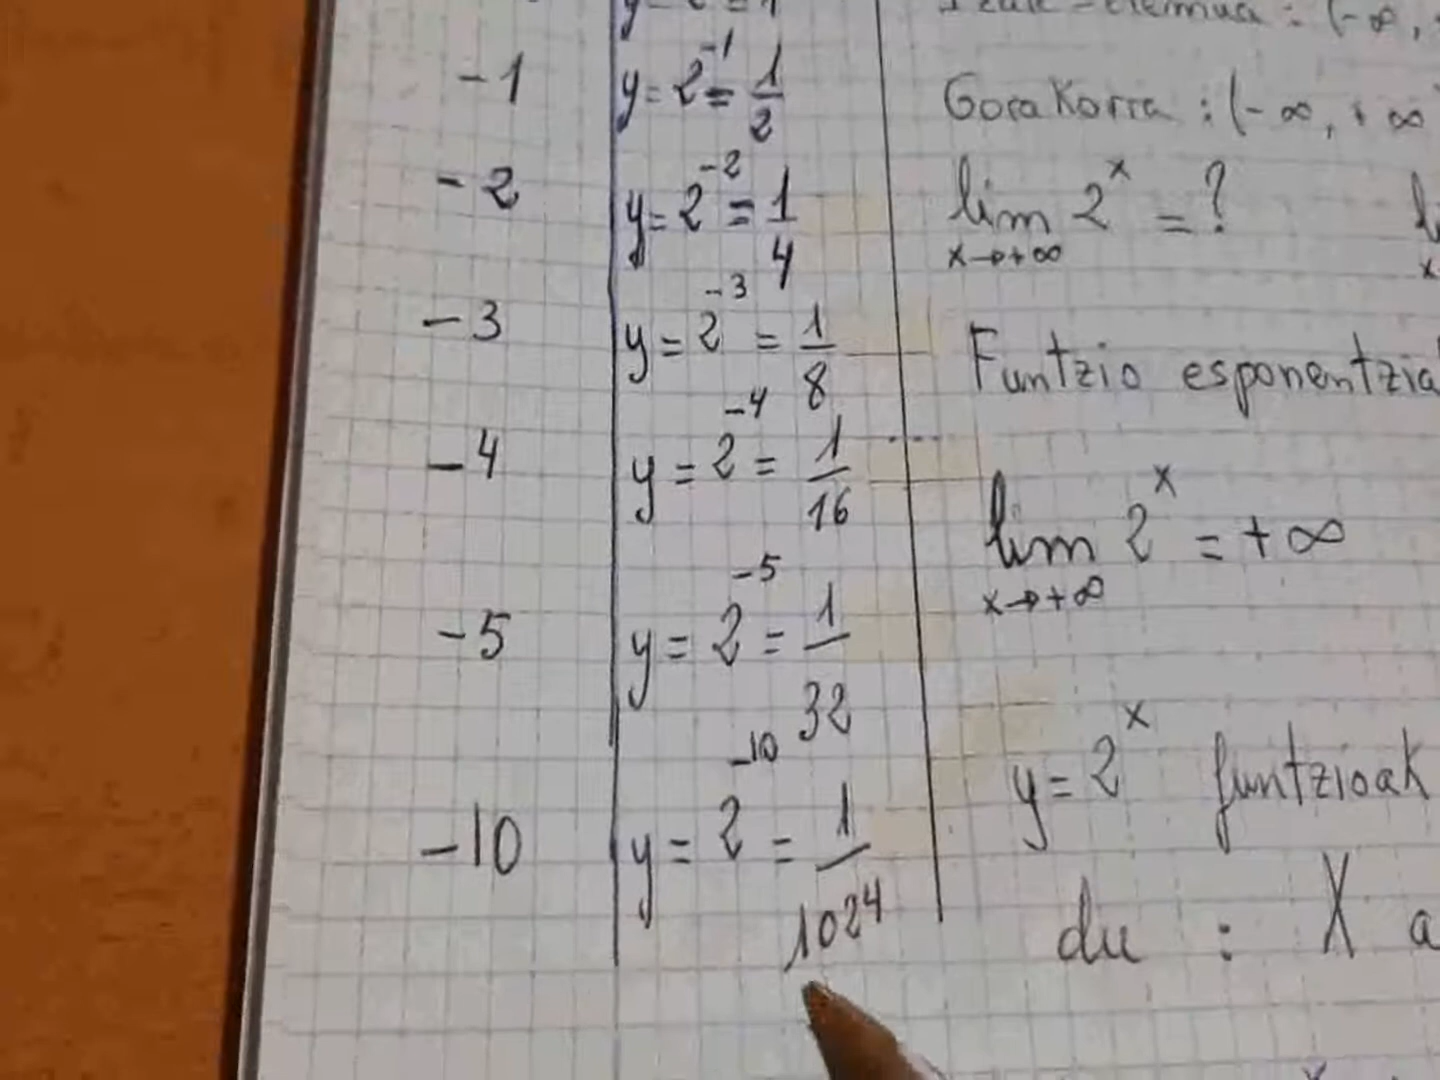 -1 y = 2^-1 = 1/2
-2 y = 2^-2 = 1/4
-3 y = 2^-3 = 1/8
-4 y = 2^-4 = 1/16
-5 y = 2^-5 = 1/32
-10 y = 2^-10 = 1/1024
Gorakorra : (-∞, +∞
lim x→+∞ 2^x = ?
Funtzio esponentzia
lim x→+∞ 2^x = +∞
y = 2^x funtzioak
du : X a